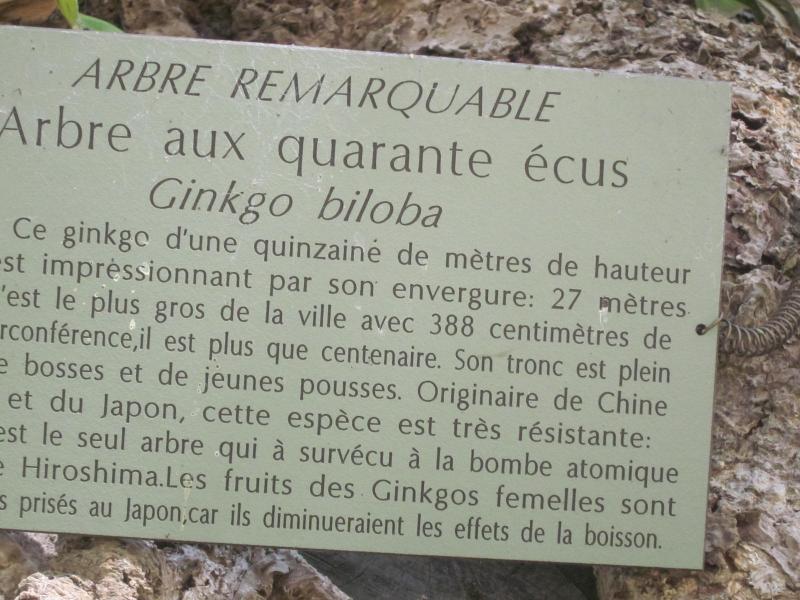 ARBRE REMARQUABLE
Arbre aux quarante écus
Ginkgo biloba
Ce ginkgo d'une quinzaine de mètres de hauteur
est impressionnant par son envergure: 27 mètres.
'est le plus gros de la ville avec 388 centimètres de
rconférence,il est plus que centenaire. Son tronc est plein
e bosses et de jeunes pousses. Originaire de Chine
et du Japon, cette espèce est très résistante:
est le seul arbre qui à survécu à la bombe atomique
e Hiroshima.Les fruits des Ginkgos femelles sont
s prisés au Japon,car ils diminueraient les effets de la boisson.